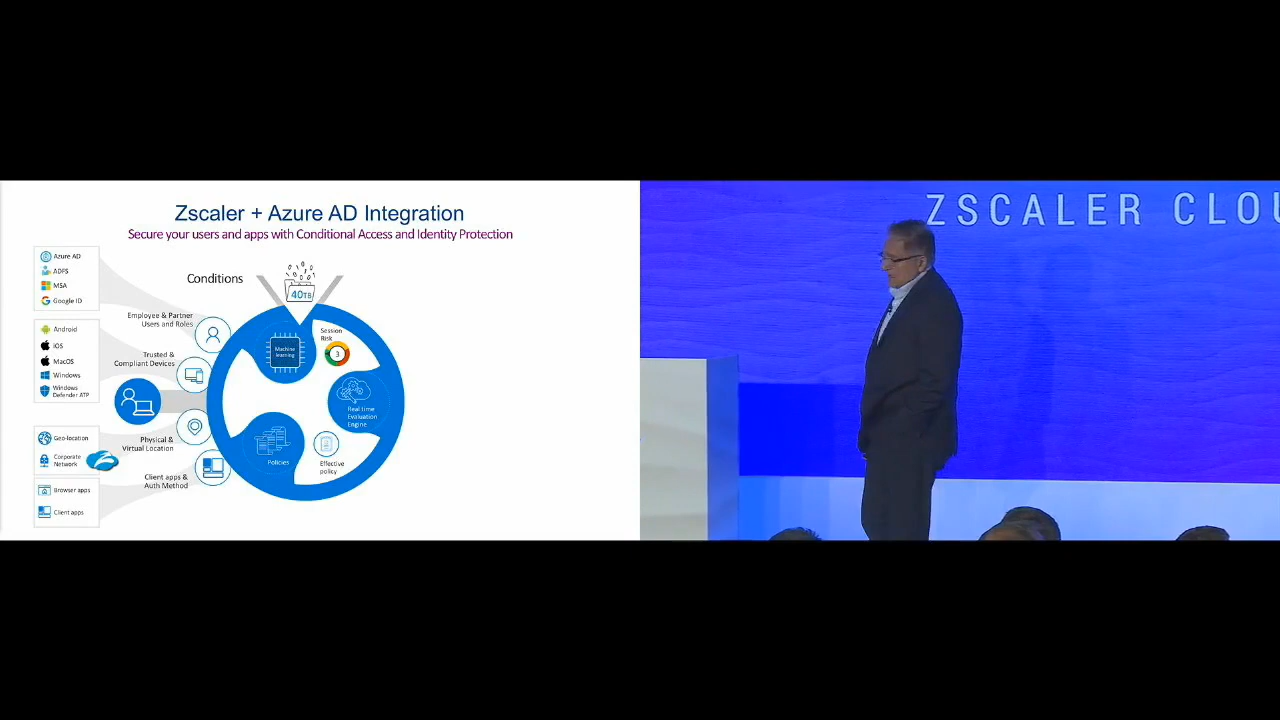 Zscaler + Azure AD Integration
Secure your users and apps with Conditional Access and Identity Protection
Azure AD
ADFS
MSA
Google ID
Android
iOS
MacOS
Windows
Windows
Defender ATP
Geo-location
Corporate
Network
Browser apps
Client apps
Employee & Partner
Users and Roles
Trusted &
Compliant Devices
Physical &
Virtual Location
Client apps &
Auth Method
Conditions
40TB
Machine
learning
Session
Risk
3
Real time
Evaluation
Engine
Policies
Effective
policy
ZSCALER CLOU